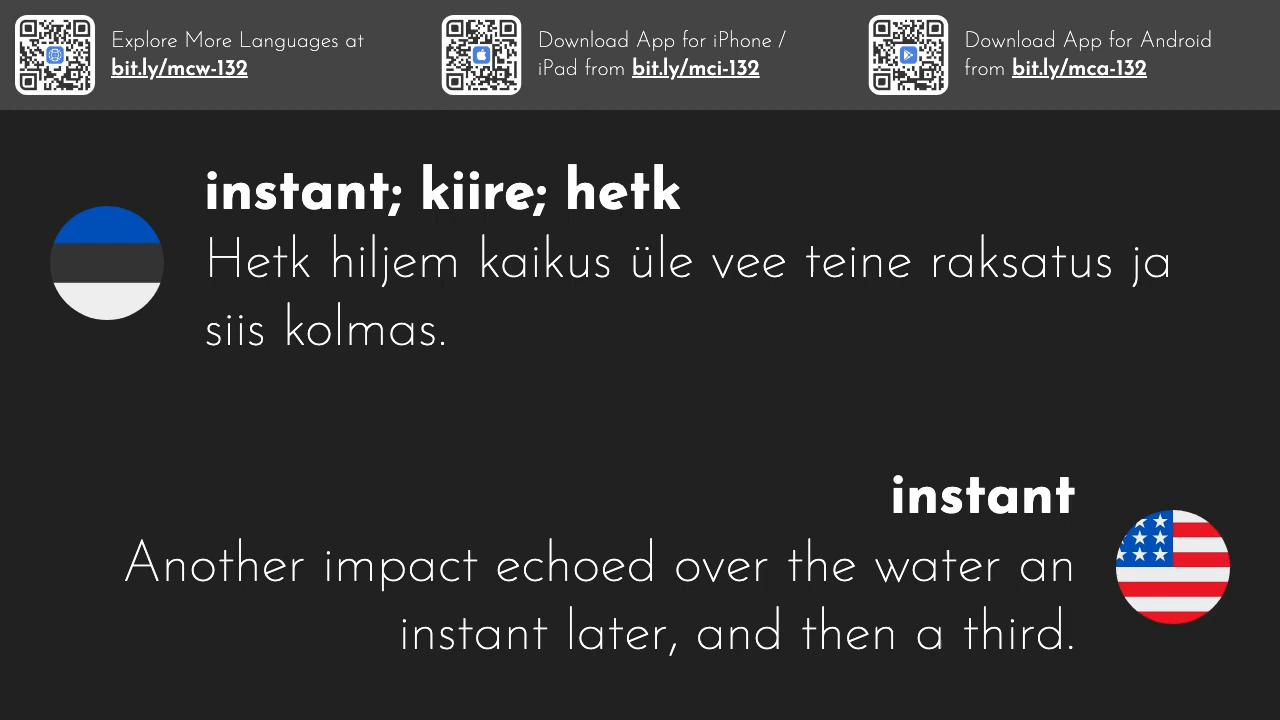 Explore More Languages at
bit.ly/mcw-132
Download App for iPhone /
iPad from bit.ly/mci-132
Download App for Android
from bit.ly/mca-132
instant; kiire; hetk
Hetk hiljem kaikus üle vee teine raksatus ja
siis kolmas.
instant
Another impact echoed over the water an
instant later, and then a third.